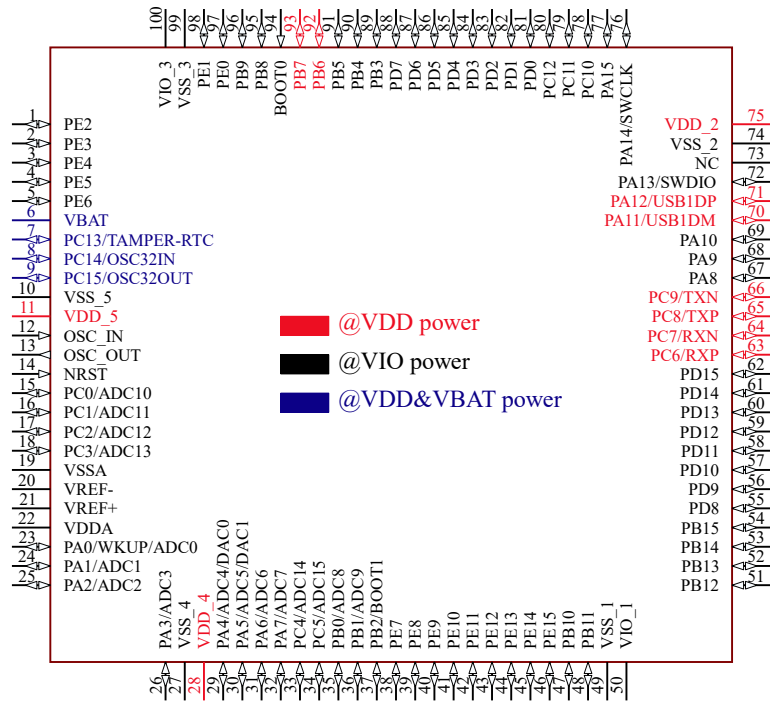 100 99 98 97 96 95 94 93 92 91 90 89 88 87 86 85 84 83 82 81 80 79 78 77 76
VIO_3
VSS_3
PE1
PE0
PB9
PB8
BOOT0
PB7
PB6
PB5
PB4
PB3
PD7
PD6
PD5
PD4
PD3
PD2
PD1
PD0
PC12
PC11
PC10
PA15
PA14/SWCLK
1 PE2
2 PE3
3 PE4
4 PE5
5 PE6
6 VBAT
7 PC13/TAMPER-RTC
8 PC14/OSC32IN
9 PC15/OSC32OUT
10 VSS_5
11 VDD_5
12 OSC_IN
13 OSC_OUT
14 NRST
15 PC0/ADC10
16 PC1/ADC11
17 PC2/ADC12
18 PC3/ADC13
19 VSSA
20 VREF-
21 VREF+
22 VDDA
23 PA0/WKUP/ADC0
24 PA1/ADC1
25 PA2/ADC2
@VDD power
@VIO power
@VDD&VBAT power
VDD_2 75
VSS_2 74
NC 73
PA13/SWDIO 72
PA12/USB1DP 71
PA11/USB1DM 70
PA10 69
PA9 68
PA8 67
PC9/TXN 66
PC8/TXP 65
PC7/RXN 64
PC6/RXP 63
PD15 62
PD14 61
PD13 60
PD12 59
PD11 58
PD10 57
PD9 56
PD8 55
PB15 54
PB14 53
PB13 52
PB12 51
PA3/ADC3
VSS_4
VDD_4
PA4/ADC4/DAC0
PA5/ADC5/DAC1
PA6/ADC6
PA7/ADC7
PC4/ADC14
PC5/ADC15
PB0/ADC8
PB1/ADC9
PB2/BOOT1
PE7
PE8
PE9
PE10
PE11
PE12
PE13
PE14
PE15
PB10
PB11
VSS_1
VIO_1
26 27 28 29 30 31 32 33 34 35 36 37 38 39 40 41 42 43 44 45 46 47 48 49 50